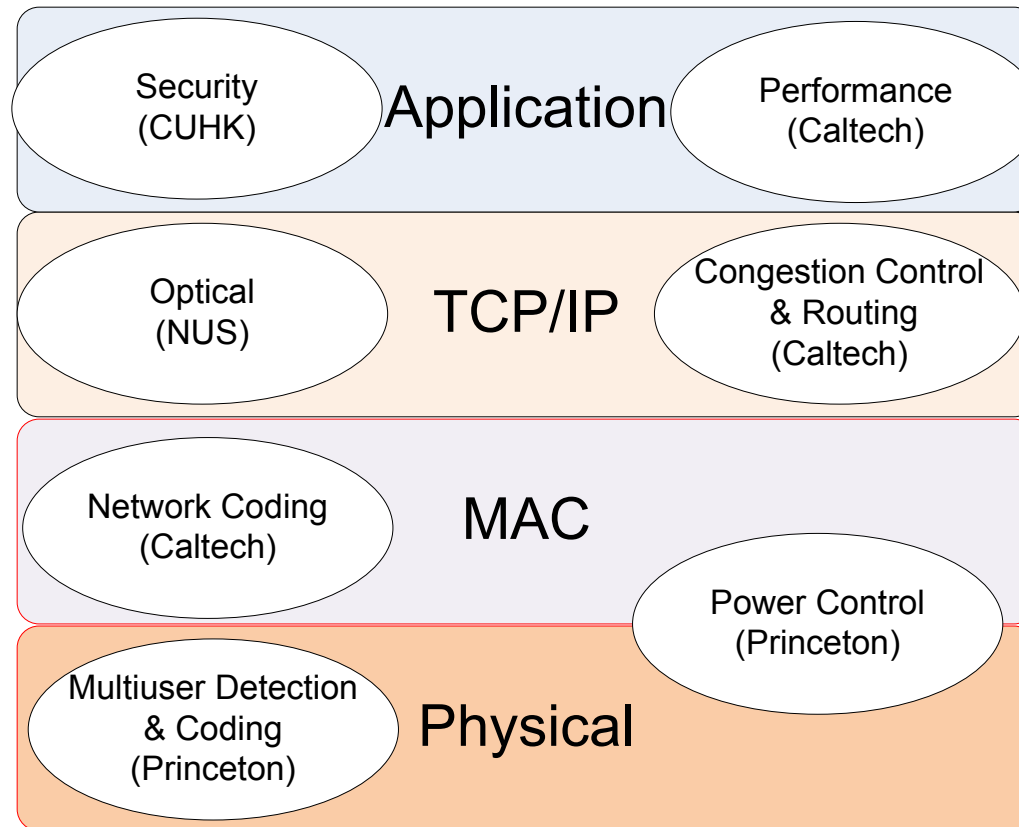 Security
(CUHK)
Application
Performance
(Caltech)
Optical
(NUS)
TCP/IP
Congestion Control
& Routing
(Caltech)
Network Coding
(Caltech)
MAC
Power Control
(Princeton)
Multiuser Detection
& Coding
(Princeton)
Physical